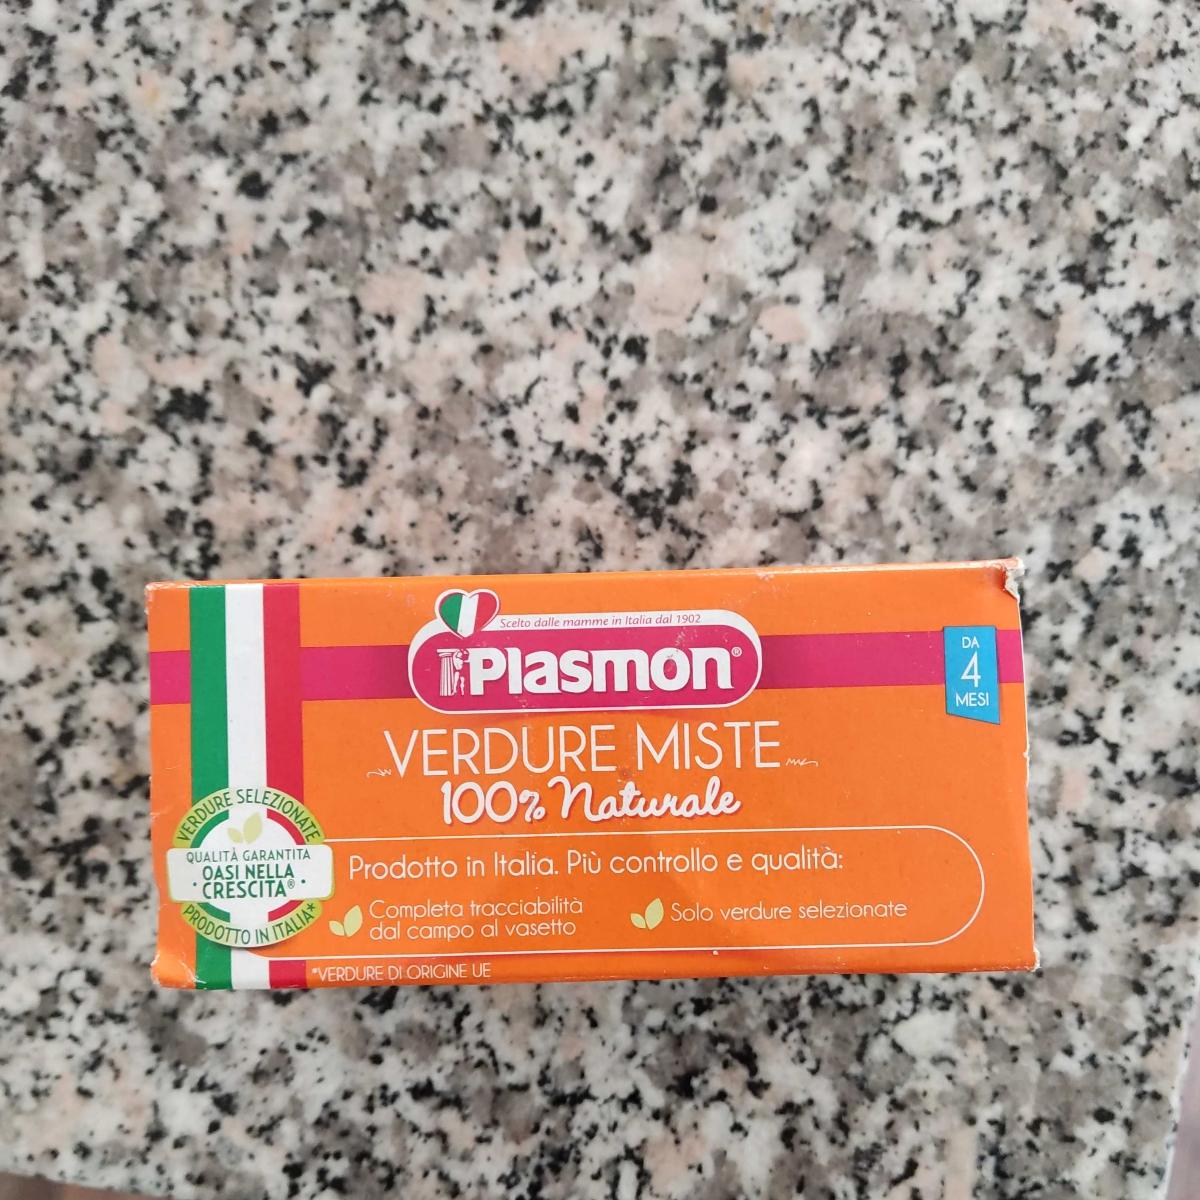 Scelto dalle mamme in Italia dal 1902
Plasmon®
DA
4
MESI
VERDURE MISTE
100% Naturale
VERDURE SELEZIONATE
QUALITÀ GARANTITA
OASI NELLA
· CRESCITA® ·
PRODOTTO IN ITALIA*
Prodotto in Italia. Più controllo e qualità:
Completa tracciabilità
dal campo al vasetto
Solo verdure selezionate
*VERDURE DI ORIGINE UE